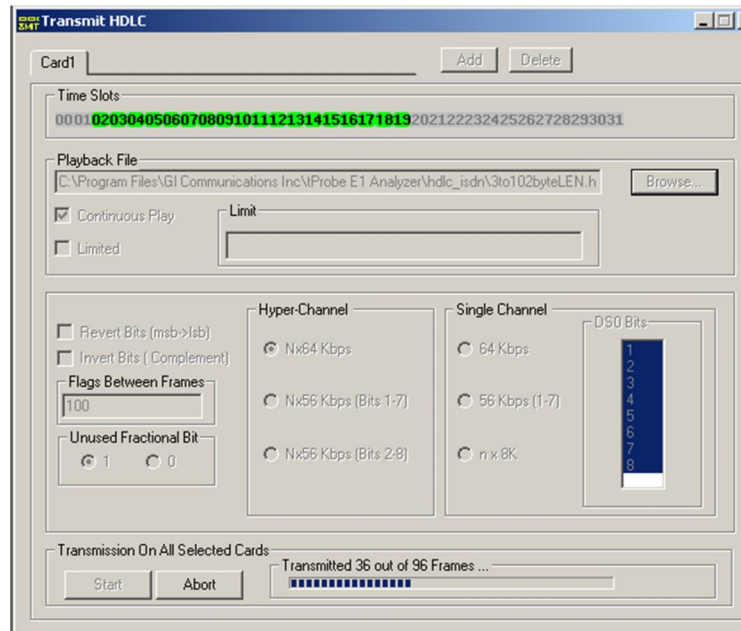 Transmit HDLC
Card1 Add Delete
Time Slots
0001020304050607080910111213141516171819202122232425262728293031
Playback File
C:\Program Files\Gl Communications Inc\tProbe E1 Analyzer\hdlc_isdn\3to102byteLEN.h Browse...
Continuous Play
Limit
Limited
Hyper-Channel
Single Channel
DS0 Bits
Revert Bits (msb->lsb)
Invert Bits ( Complement)
Nx64 Kbps
64 Kbps
1
2
3
4
5
6
7
8
Flags Between Frames
100
Nx56 Kbps (Bits 1-7)
56 Kbps (1-7)
Unused Fractional Bit
1 0
Nx56 Kbps (Bits 2-8)
n x 8K
Transmission On All Selected Cards
Start Abort
Transmitted 36 out of 96 Frames ...